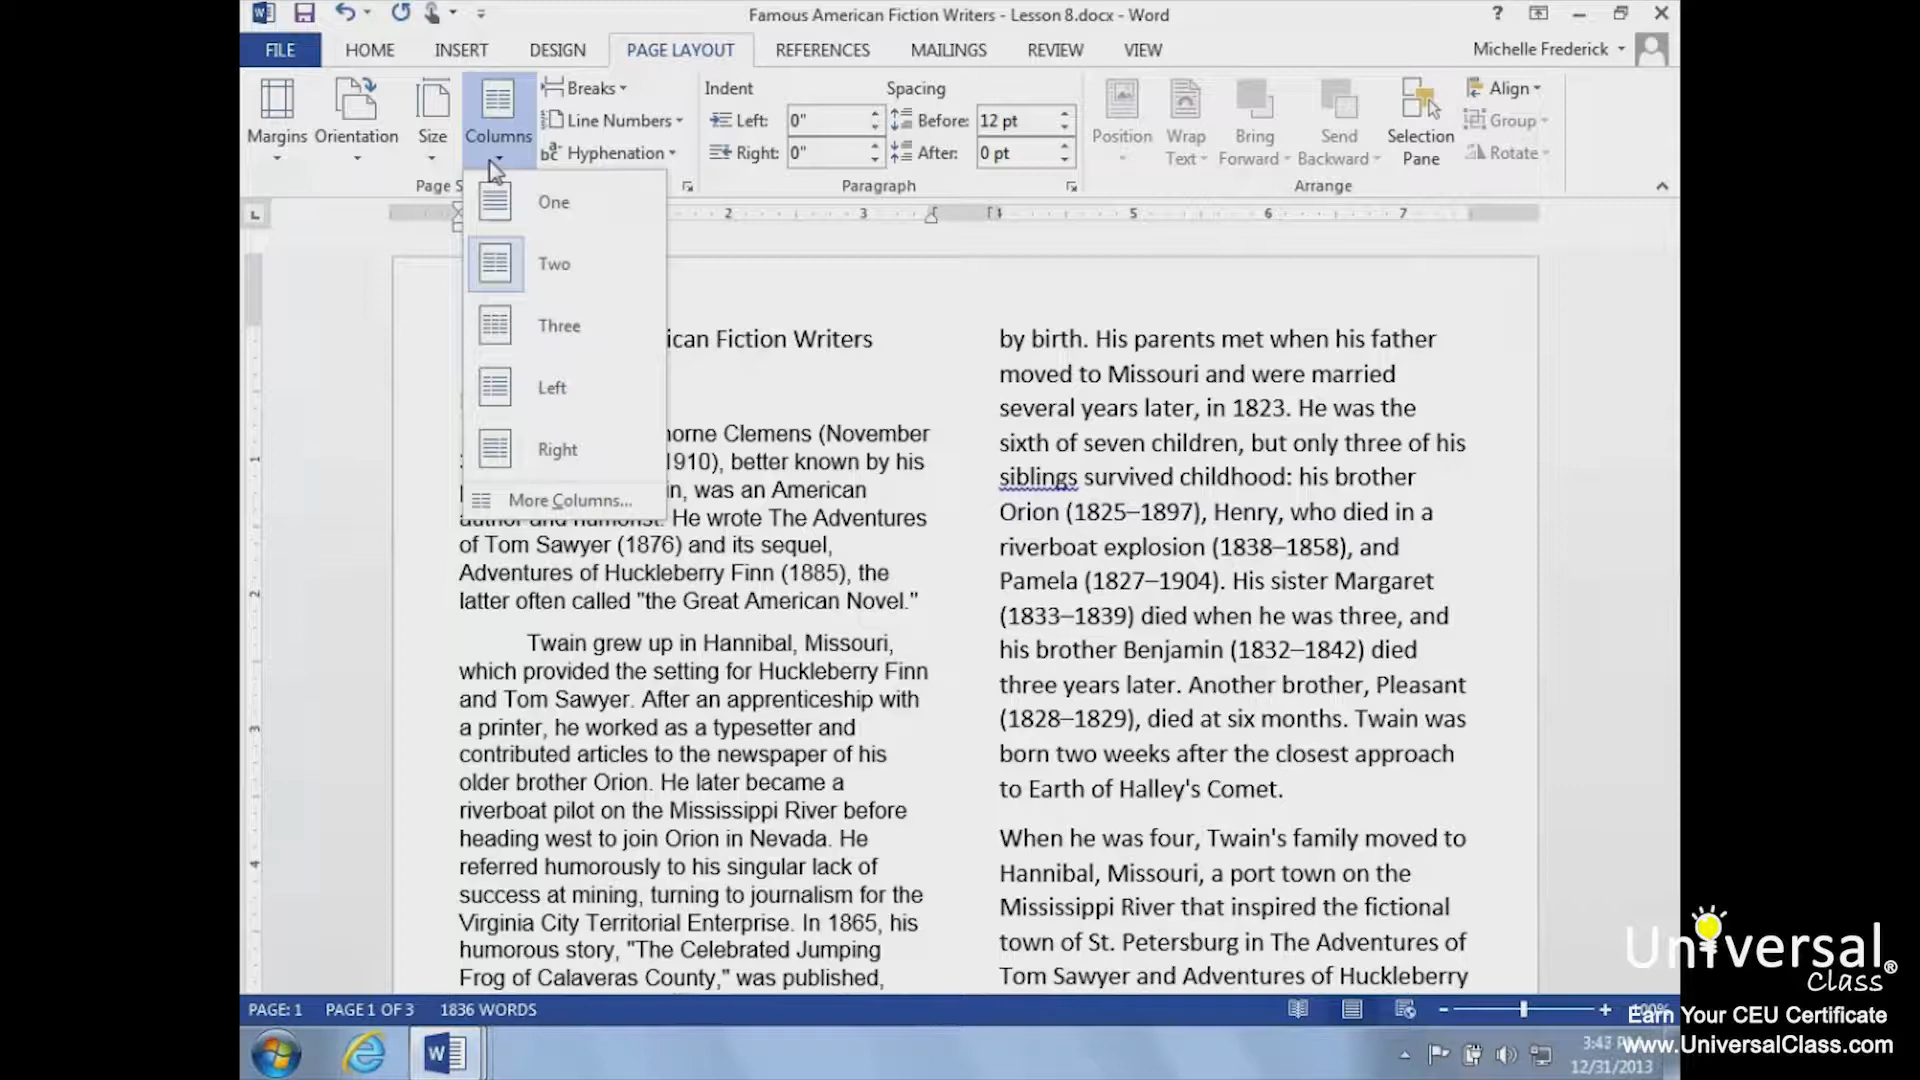 Famous American Fiction Writers - Lesson 8.docx - Word
FILE HOME INSERT DESIGN PAGE LAYOUT REFERENCES MAILINGS REVIEW VIEW Michelle Frederick
Margins Orientation Size Columns
Breaks
Line Numbers
Hyphenation
Page S
Indent
Left: 0"
Right: 0"
Spacing
Before: 12 pt
After: 0 pt
Paragraph
Position
Wrap Text
Bring Forward
Send Backward
Selection Pane
Align
Group
Rotate
Arrange
2 3 5 6 7
One
Two
Three
Left
Right
More Columns...
1
2
3
4
ican Fiction Writers
horne Clemens (November
1910), better known by his
in, was an American
author and humorist. He wrote The Adventures
of Tom Sawyer (1876) and its sequel,
Adventures of Huckleberry Finn (1885), the
latter often called "the Great American Novel."
Twain grew up in Hannibal, Missouri,
which provided the setting for Huckleberry Finn
and Tom Sawyer. After an apprenticeship with
a printer, he worked as a typesetter and
contributed articles to the newspaper of his
older brother Orion. He later became a
riverboat pilot on the Mississippi River before
heading west to join Orion in Nevada. He
referred humorously to his singular lack of
success at mining, turning to journalism for the
Virginia City Territorial Enterprise. In 1865, his
humorous story, "The Celebrated Jumping
Frog of Calaveras County," was published,
by birth. His parents met when his father
moved to Missouri and were married
several years later, in 1823. He was the
sixth of seven children, but only three of his
siblings survived childhood: his brother
Orion (1825–1897), Henry, who died in a
riverboat explosion (1838–1858), and
Pamela (1827–1904). His sister Margaret
(1833–1839) died when he was three, and
his brother Benjamin (1832–1842) died
three years later. Another brother, Pleasant
(1828–1829), died at six months. Twain was
born two weeks after the closest approach
to Earth of Halley's Comet.
When he was four, Twain's family moved to
Hannibal, Missouri, a port town on the
Mississippi River that inspired the fictional
town of St. Petersburg in The Adventures of
Tom Sawyer and Adventures of Huckleberry
PAGE: 1 PAGE 1 OF 3 1836 WORDS
3:43
12/31/2013
Universal
Class®
Earn Your CEU Certificate
www.UniversalClass.com